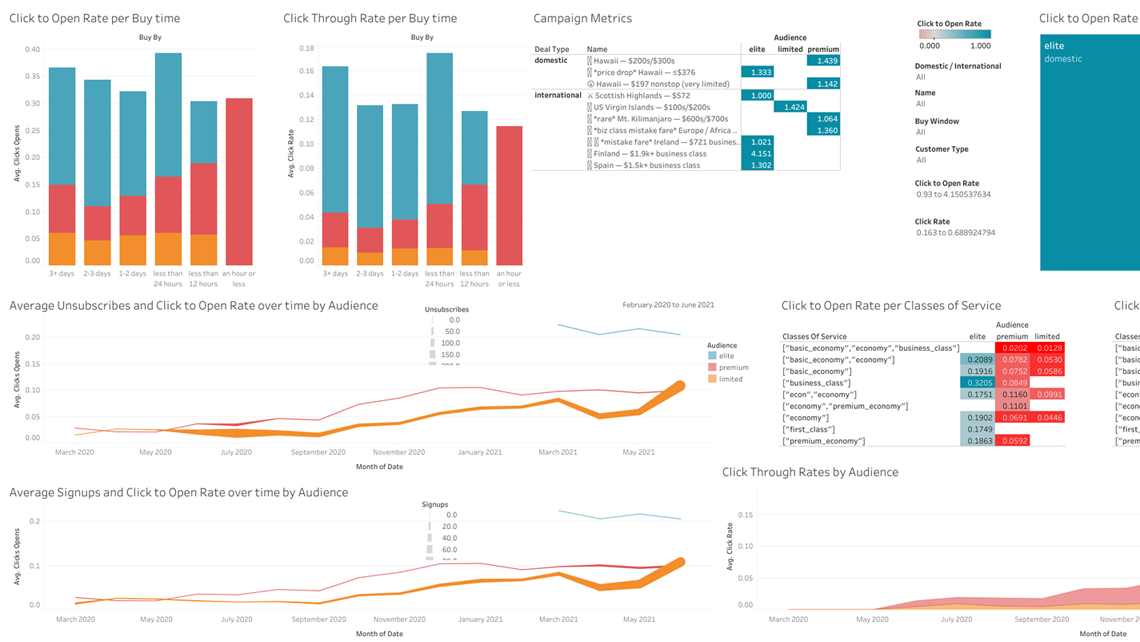 Click to Open Rate per Buy time
Buy By
Avg. Clicks Opens
0.40
0.35
0.30
0.25
0.20
0.15
0.10
0.05
0.00
3+ days 2-3 days 1-2 days less than 24 hours less than 12 hours an hour or less
Click Through Rate per Buy time
Buy By
Avg. Click Rate
0.18
0.16
0.14
0.12
0.10
0.08
0.06
0.04
0.02
0.00
3+ days 2-3 days 1-2 days less than 24 hours less than 12 hours an hour or less
Campaign Metrics
Audience
Deal Type Name elite limited premium
domestic Hawaii — $200s/$300s 1.439
*price drop* Hawaii — ≤$376 1.333
Hawaii — $197 nonstop (very limited) 1.142
international Scottish Highlands — $572 1.000
US Virgin Islands — $100s/$200s 1.424
*rare* Mt. Kilimanjaro — $600s/$700s 1.064
*biz class mistake fare* Europe / Africa .. 1.360
*mistake fare* Ireland — $721 busines.. 1.021
Finland — $1.9k+ business class 4.151
Spain — $1.5k+ business class 1.302
Click to Open Rate
0.000 1.000
Domestic / International
All
Name
All
Buy Window
All
Customer Type
All
Click to Open Rate
0.93 to 4.150537634
Click Rate
0.163 to 0.688924794
Click to Open Rate
elite
domestic
Average Unsubscribes and Click to Open Rate over time by Audience
February 2020 to June 2021
Unsubscribes
0.0
50.0
100.0
150.0
Audience
elite
premium
limited
Avg. Clicks Opens
0.20
0.15
0.10
0.05
0.00
March 2020 May 2020 July 2020 September 2020 November 2020 January 2021 March 2021 May 2021
Month of Date
Click to Open Rate per Classes of Service
Audience
Classes Of Service elite premium limited
["basic_economy","economy","business_class"] 0.0202 0.0128
["basic_economy","economy"] 0.2089 0.0782 0.0530
["basic_economy"] 0.1916 0.0752 0.0586
["business_class"] 0.3205 0.0849
["econ","economy"] 0.1751 0.1160 0.0991
["economy","premium_economy"] 0.1101
["economy"] 0.1902 0.0691 0.0446
["first_class"] 0.1749
["premium_economy"] 0.1863 0.0592
Click
Classes
["basic
["basic
["basic
["busin
["econ"
["econo
["econo
["first_
["prem
Average Signups and Click to Open Rate over time by Audience
Signups
0.0
20.0
40.0
60.0
Avg. Clicks Opens
0.2
0.1
0.0
March 2020 May 2020 July 2020 September 2020 November 2020 January 2021 March 2021 May 2021
Month of Date
Click Through Rates by Audience
Avg. Click Rate
0.15
0.10
0.05
0.00
March 2020 May 2020 July 2020 September 2020 November 2
Month of Date